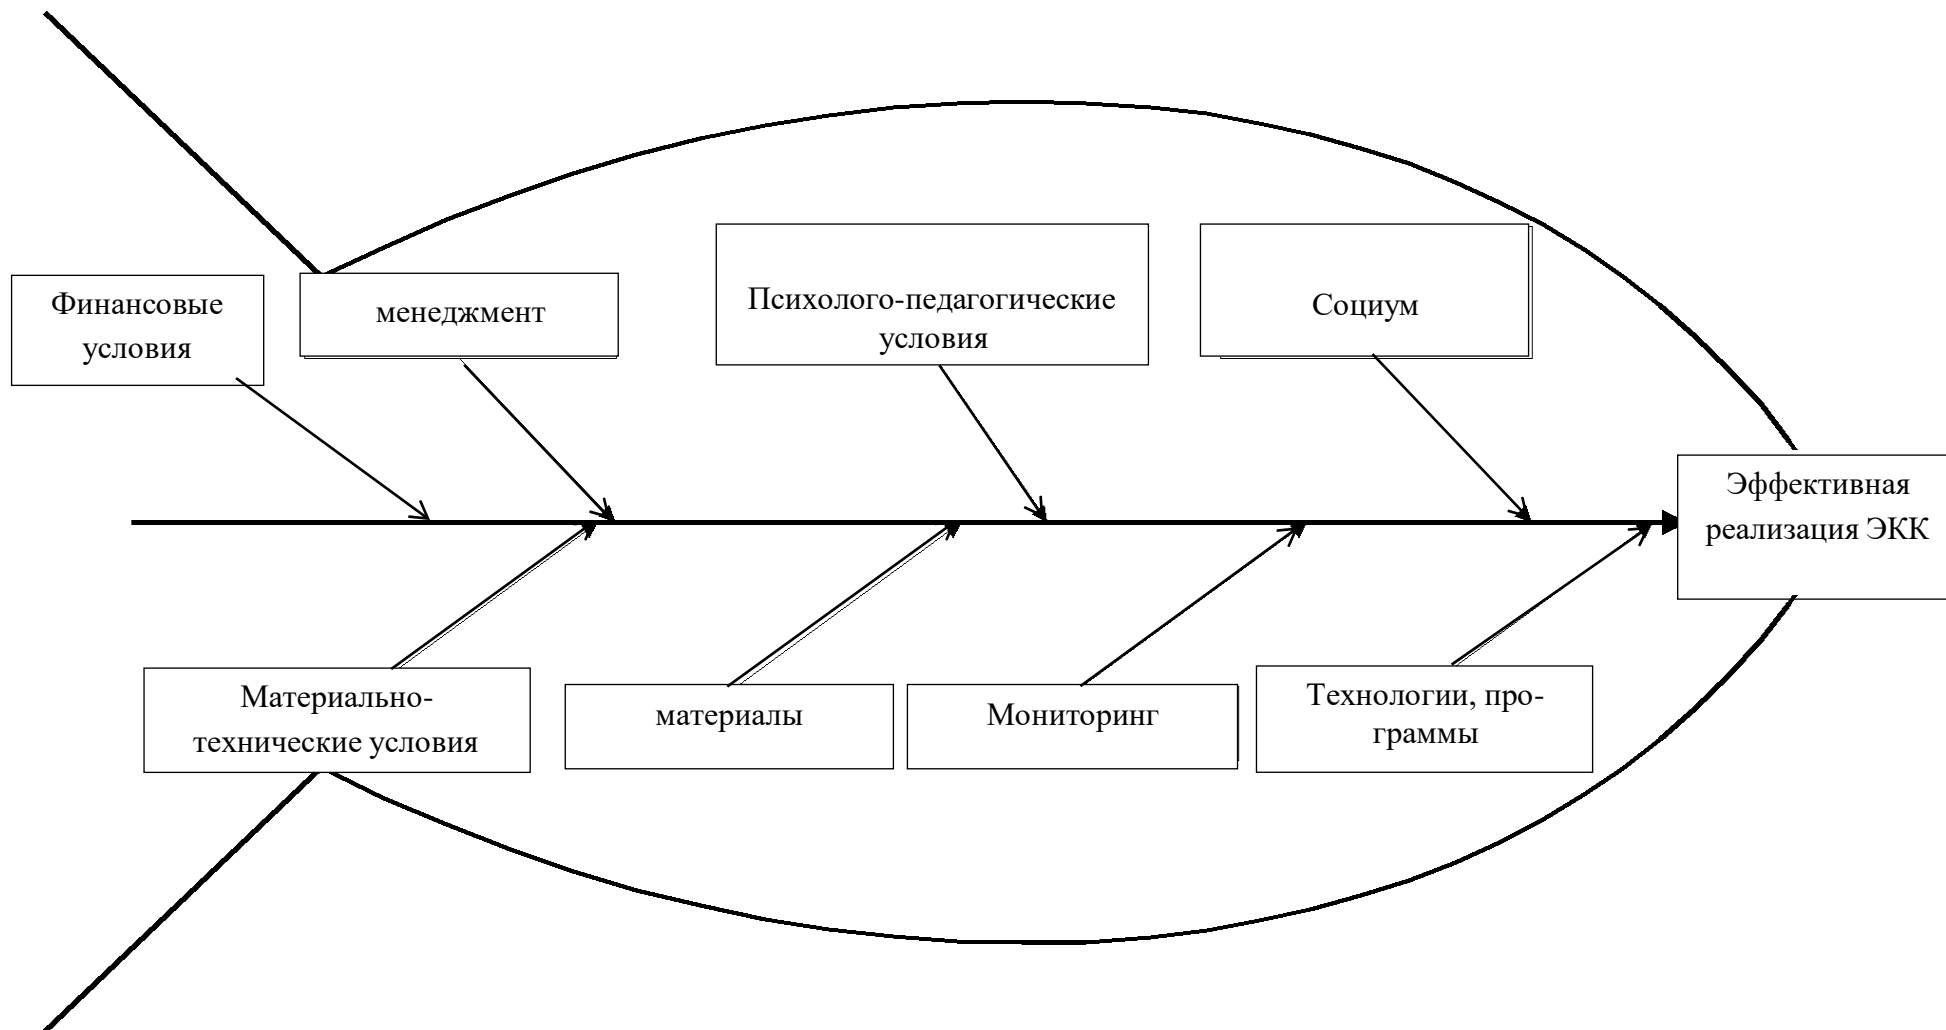 Финансовые
условия
менеджмент
Психолого-педагогические
условия
Социум
Эффективная
реализация ЭКК
Материально-
технические условия
материалы
Мониторинг
Технологии, про-
граммы